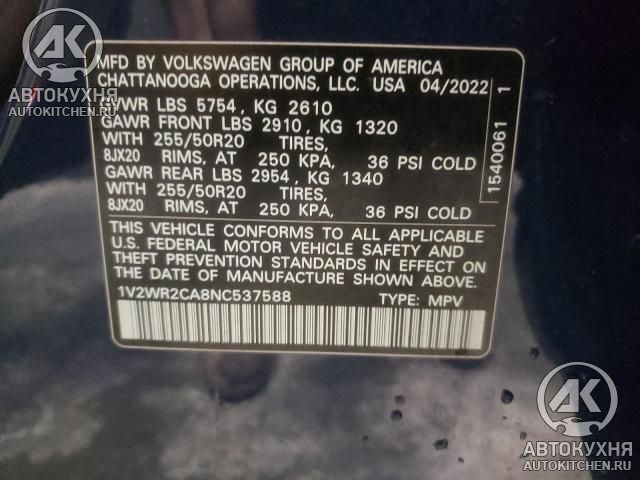 MFD BY VOLKSWAGEN GROUP OF AMERICA
CHATTANOOGA OPERATIONS, LLC. USA 04/2022
GVWR LBS 5754, KG 2610
GAWR FRONT LBS 2910, KG 1320
WITH 255/50R20 TIRES,
8JX20 RIMS, AT 250 KPA, 36 PSI COLD
GAWR REAR LBS 2954, KG 1340
WITH 255/50R20 TIRES,
8JX20 RIMS, AT 250 KPA, 36 PSI COLD
THIS VEHICLE CONFORMS TO ALL APPLICABLE
U.S. FEDERAL MOTOR VEHICLE SAFETY AND
THEFT PREVENTION STANDARDS IN EFFECT ON
THE DATE OF MANUFACTURE SHOWN ABOVE.
1V2WR2CA8NC537588 TYPE: MPV
1540061 1
АК
АВТОКУХНЯ
AUTOKITCHEN.RU
АК
АВТОКУХНЯ
AUTOKITCHEN.RU